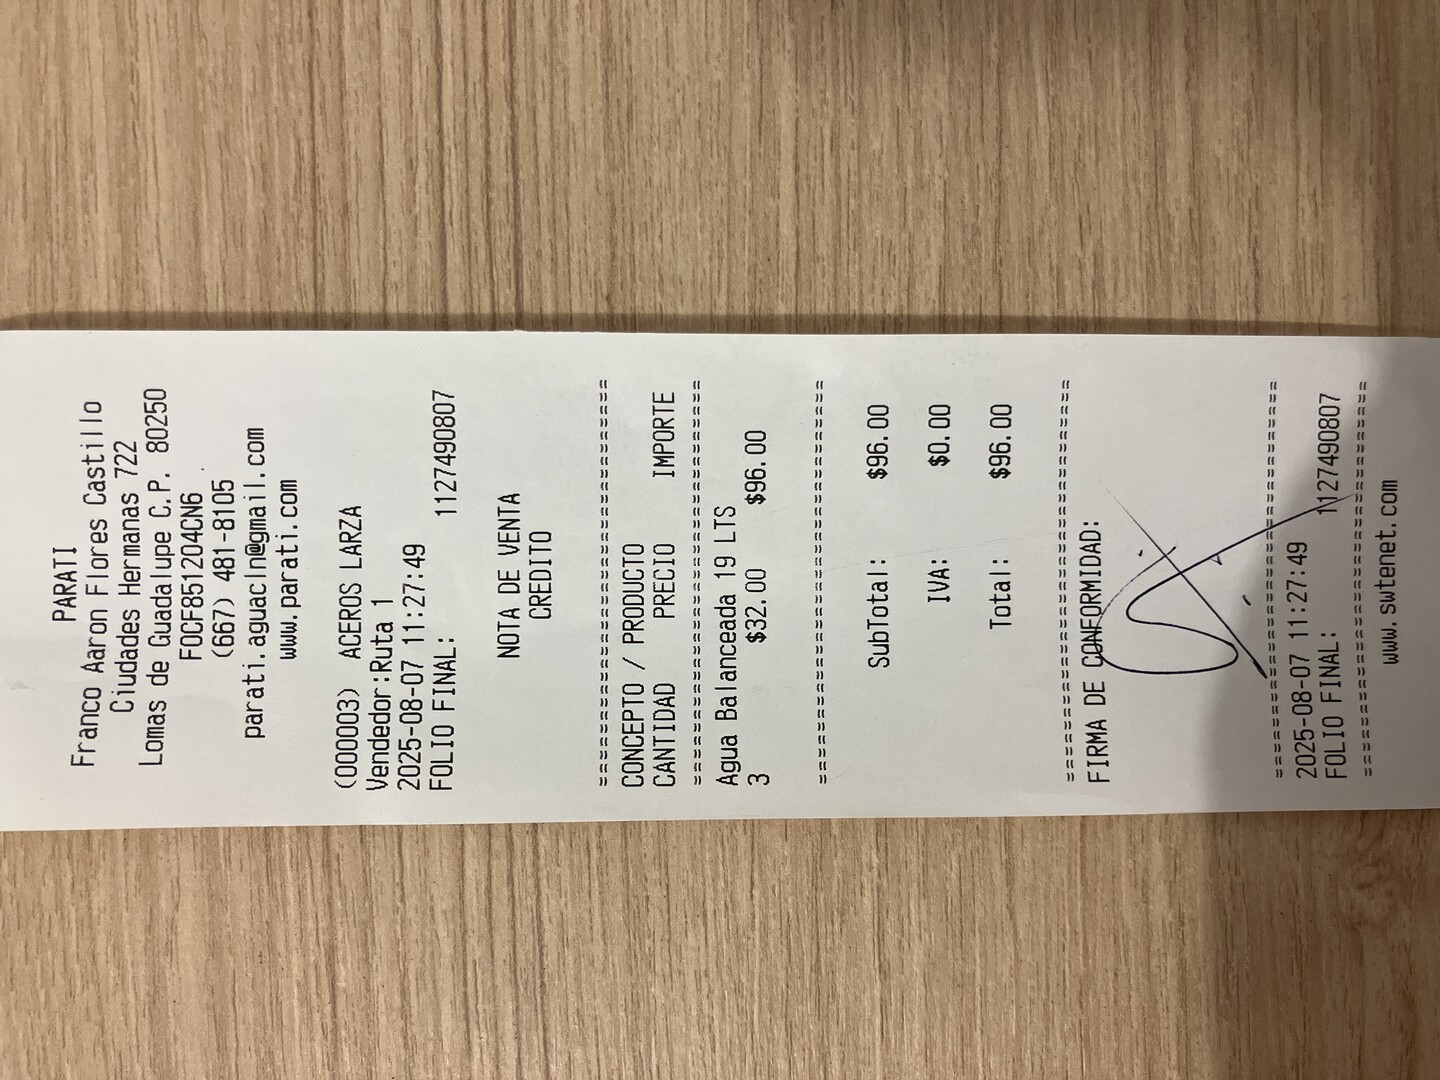 PARATI
Franco Aaron Flores Castillo
Ciudades Hermanas 722
Lomas de Guadalupe C.P. 80250
FOCF851204CN6
(667) 481-8105
parati.aguacln@gmail.com
www.parati.com
(000003) ACEROS LARZA
Vendedor:Ruta 1
2025-08-07 11:27:49
FOLIO FINAL: 1127490807
NOTA DE VENTA
CREDITO
================================
CONCEPTO / PRODUCTO
CANTIDAD PRECIO IMPORTE
================================
Agua Balanceada 19 LTS
3 $32.00 $96.00
================================
SubTotal: $96.00
IVA: $0.00
Total: $96.00
================================
FIRMA DE CONFORMIDAD:
================================
2025-08-07 11:27:49
FOLIO FINAL: 1127490807
================================
www.swtenet.com